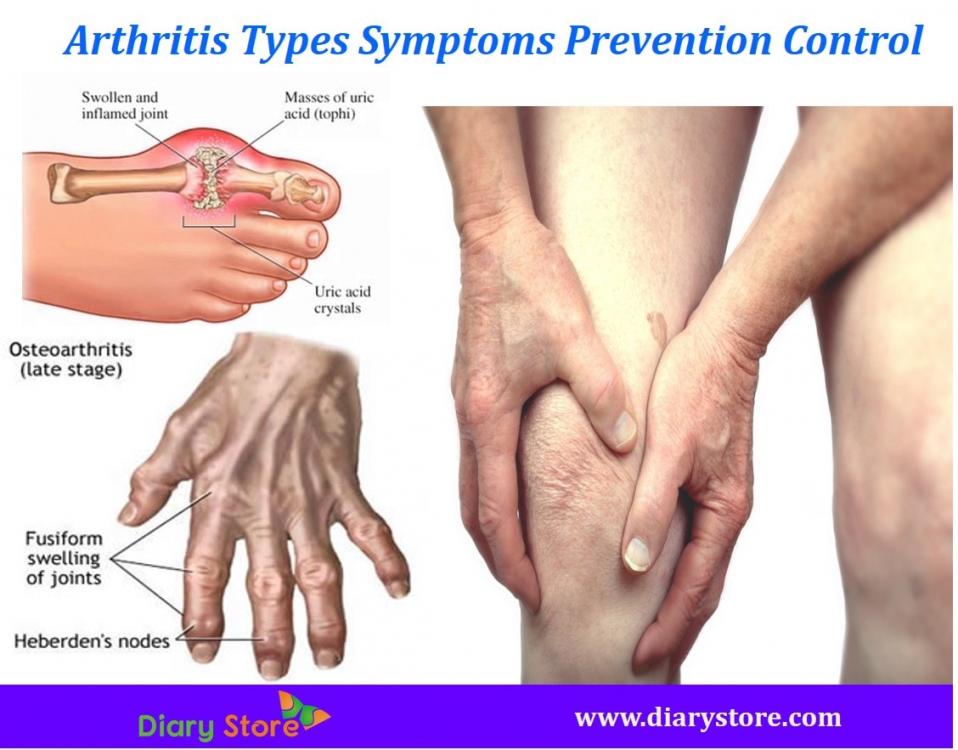 Arthritis Types Symptoms Prevention Control
Swollen and
inflamed joint
Masses of uric
acid (tophi)
Uric acid
crystals
Osteoarthritis
(late stage)
Fusiform
swelling
of joints
Heberden's nodes
Diary Store
www.diarystore.com